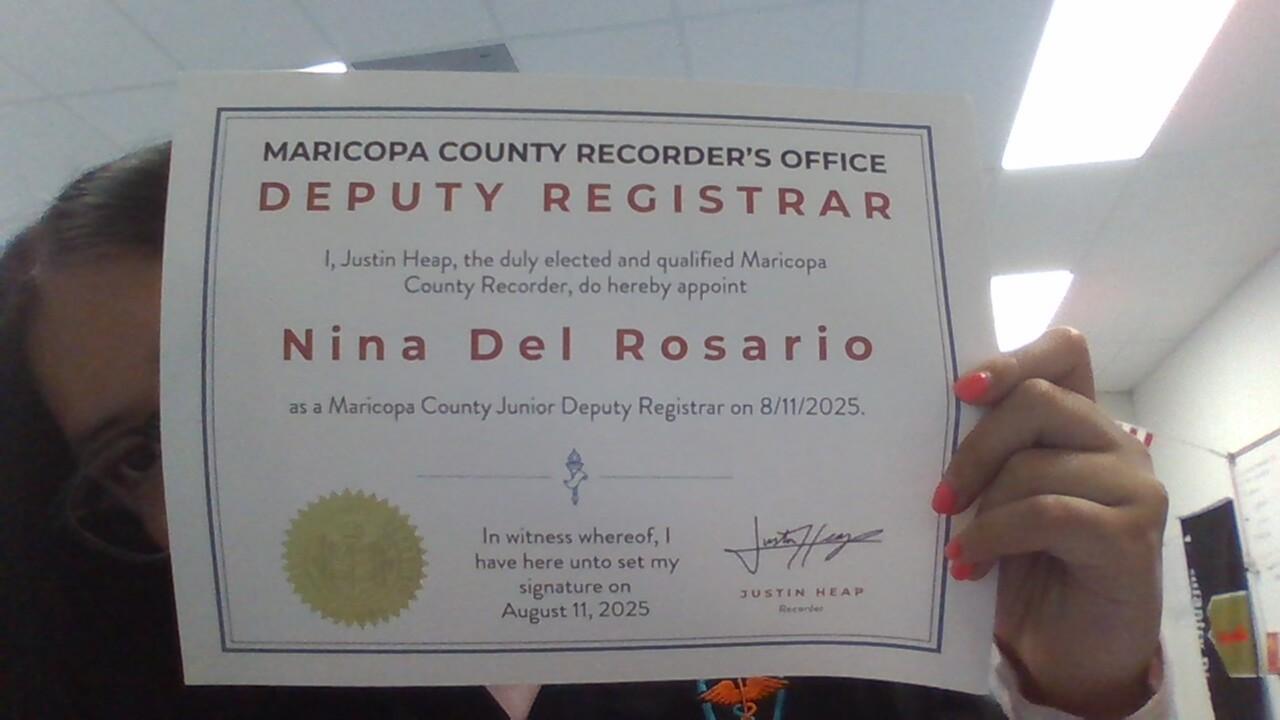 MARICOPA COUNTY RECORDER'S OFFICE
DEPUTY REGISTRAR
I, Justin Heap, the duly elected and qualified Maricopa
County Recorder, do hereby appoint
Nina Del Rosario
as a Maricopa County Junior Deputy Registrar on 8/11/2025.
In witness whereof, I
have here unto set my
signature on
August 11, 2025
Justin Heap
JUSTIN HEAP
Recorder